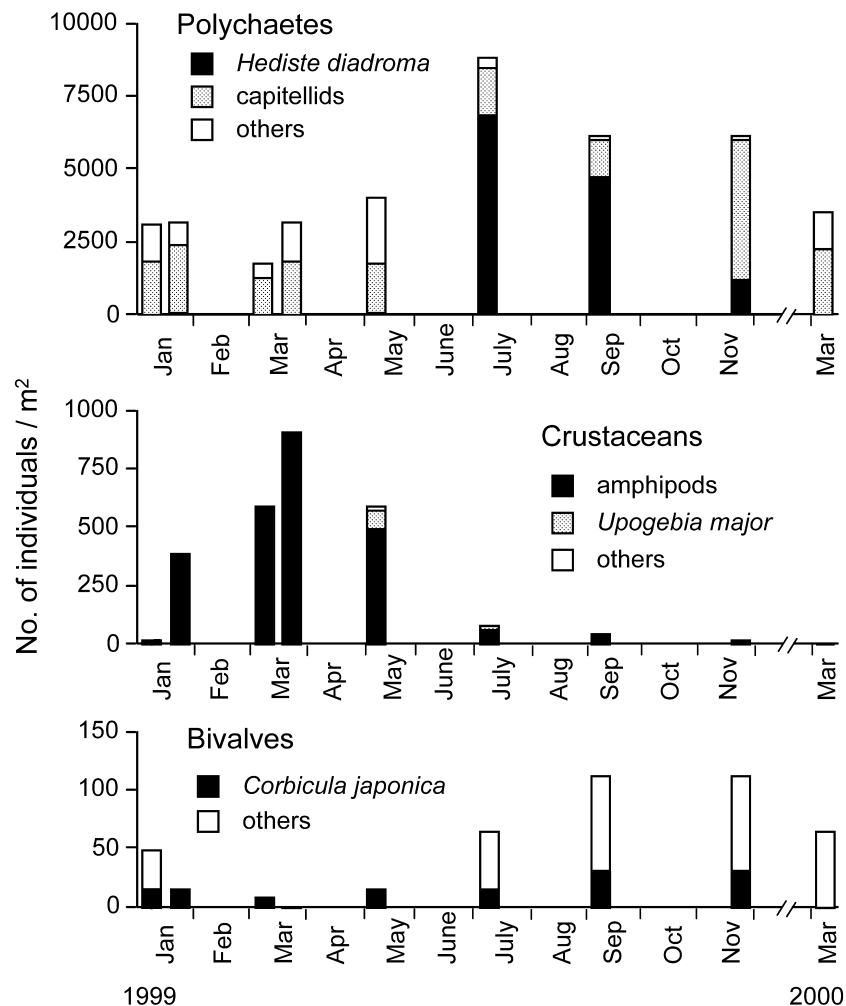 Polychaetes
Hediste diadroma
capitellids
others
10000
7500
5000
2500
0
Jan Feb Mar Apr May June July Aug Sep Oct Nov Mar
No. of individuals / m²
Crustaceans
amphipods
Upogebia major
others
1000
750
500
250
0
Jan Feb Mar Apr May June July Aug Sep Oct Nov Mar
Bivalves
Corbicula japonica
others
150
100
50
0
Jan Feb Mar Apr May June July Aug Sep Oct Nov Mar
1999 2000